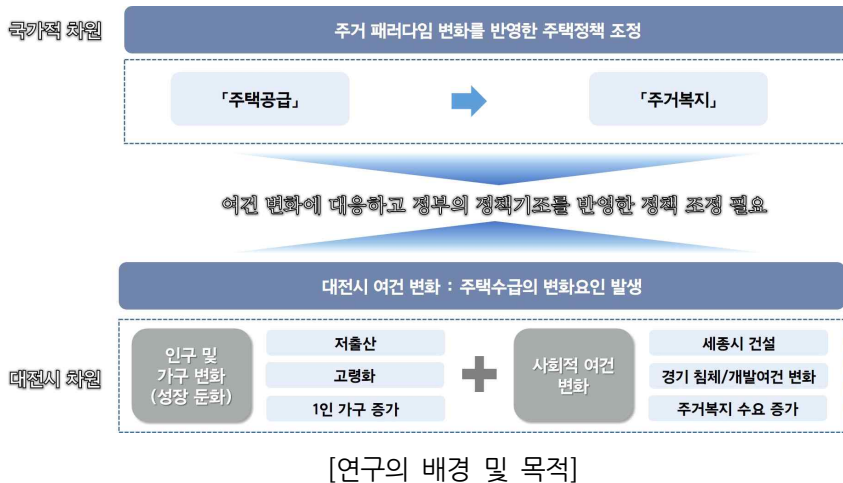 국가적 차원
주거 패러다임 변화를 반영한 주택정책 조정
「주택공급」
「주거복지」
여건 변화에 대응하고 정부의 정책기조를 반영한 정책 조정 필요
대전시 여건 변화 : 주택수급의 변화요인 발생
대전시 차원
인구 및
가구 변화
(성장 둔화)
저출산
고령화
1인 가구 증가
사회적 여건
변화
세종시 건설
경기 침체/개발여건 변화
주거복지 수요 증가
[연구의 배경 및 목적]